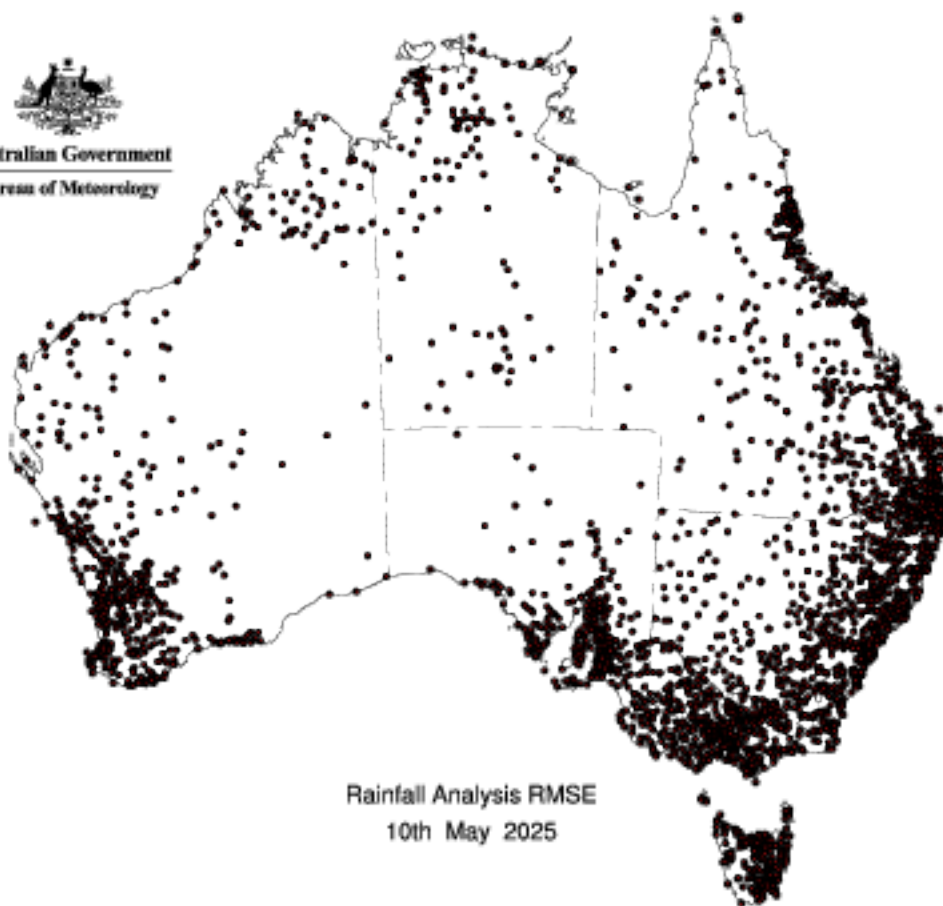 tralian Government
reau of Meteorology
Rainfall Analysis RMSE
10th May 2025